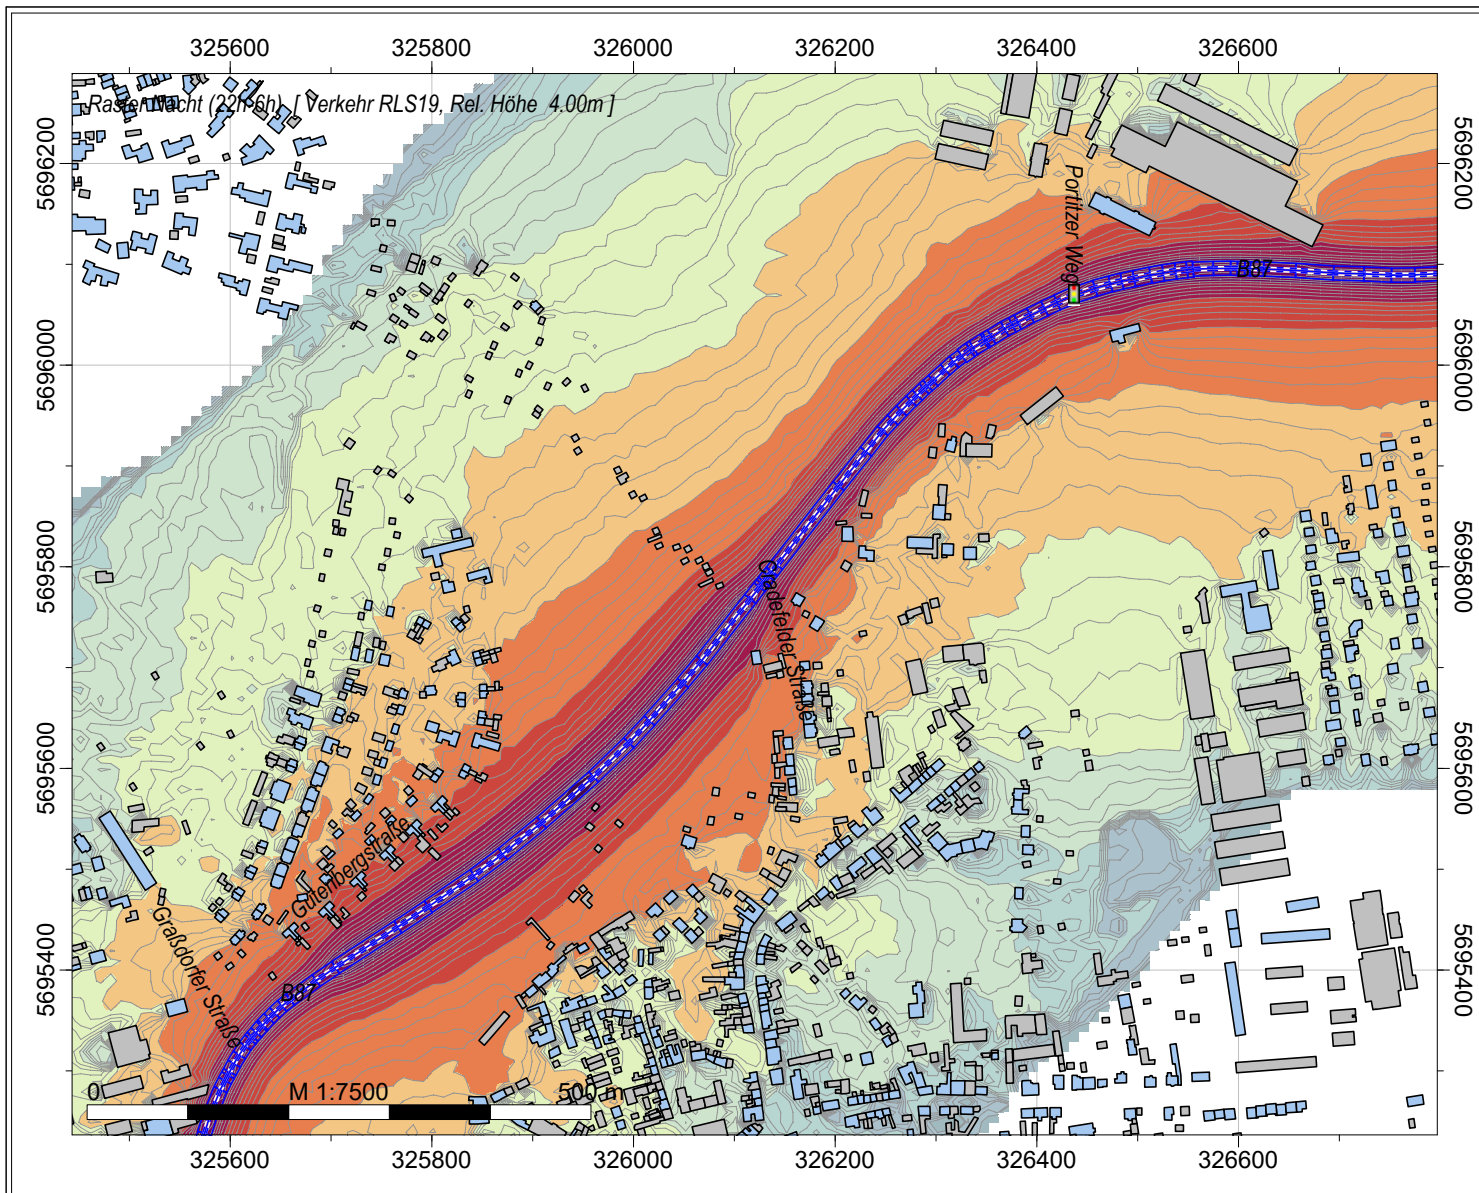 325600 325800 326000 326200 326400 326600
Raster Nacht (22h-6h) [ Verkehr RLS19, Rel. Höhe 4.00m ]
5696200
5696200
Portitzer Weg
B87
5696000
5696000
5695800
5695800
Cradefelder Straße
5695600
5695600
Gutenbergstraße
Graßdorfer Straße
5695400
5695400
B87
0 M 1:7500 500 m
325600 325800 326000 326200 326400 326600